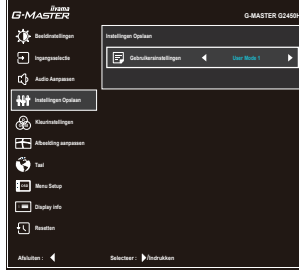 iiyama
G-MASTER
G-MASTER G2450H
Beeldinstellingen
Instellingen Opslaan
Ingangsselectie
Gebruikersinstellingen
User Mode 1
Audio Aanpassen
Instellingen Opslaan
Kleurinstellingen
Afbeelding aanpassen
Taal
OSD
Menu Setup
Display Info
Resetten
Afsluiten :
Selecteer : /Indrukken